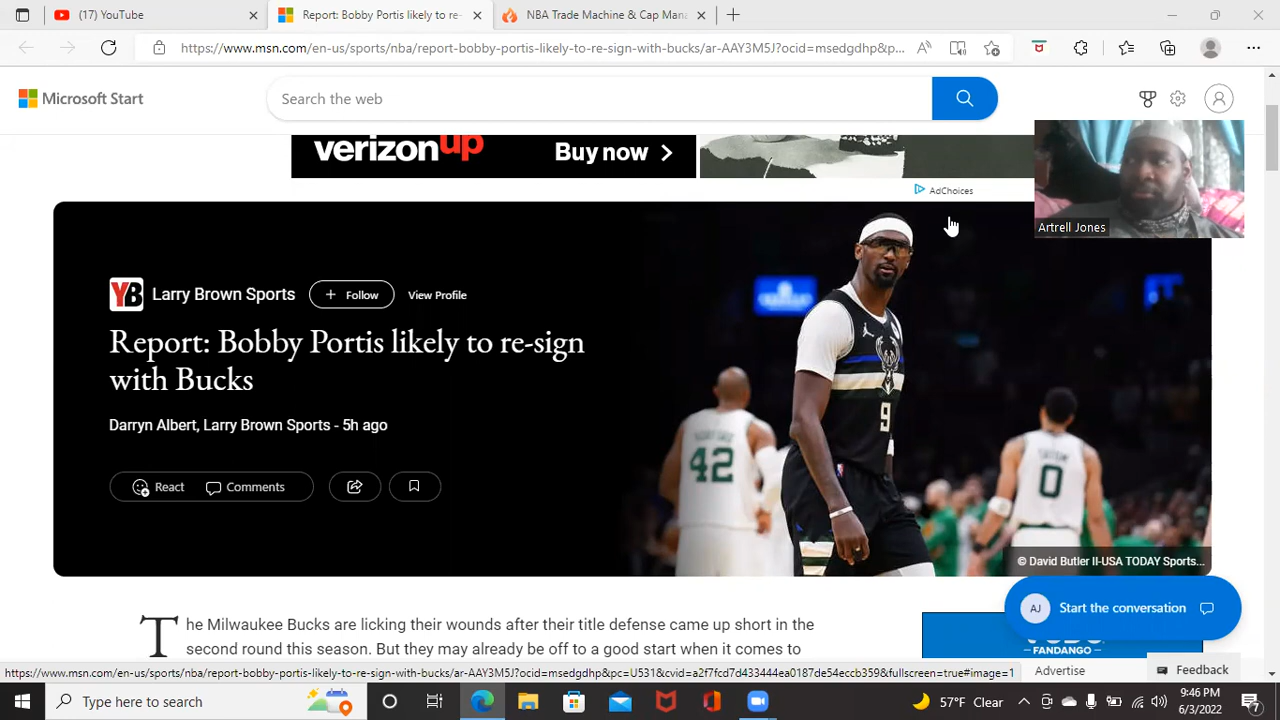 (17) YouTube
Report: Bobby Portis likely to re-
NBA Trade Machine & Cap Mana
https://www.msn.com/en-us/sports/nba/report-bobby-portis-likely-to-re-sign-with-bucks/ar-AAY3M5J?ocid=msedgdhp&p...
Microsoft Start
Search the web
verizonup
Buy now
AdChoices
Artrell Jones
YB Larry Brown Sports
Follow
View Profile
Report: Bobby Portis likely to re-sign
with Bucks
Darryn Albert, Larry Brown Sports - 5h ago
React
Comments
42
9
0
© David Butler II-USA TODAY Sports...
AJ Start the conversation
The Milwaukee Bucks are licking their wounds after their title defense came up short in the
second round this season. But they may already be off to a good start when it comes to
FANDANGO
https://www.msn.com/en-us/sports/nba/report-bobby-portis-likely-to-re-sign-with-bucks/ar-AAY3M5J?ocid=msedgdhp&pc=U531&cvid=a2f7fcd7d433444ea0187de54eccb359&fullscreen=true#image=1
Advertise
Feedback
Type here to search
57°F Clear
9:46 PM
6/3/2022
7